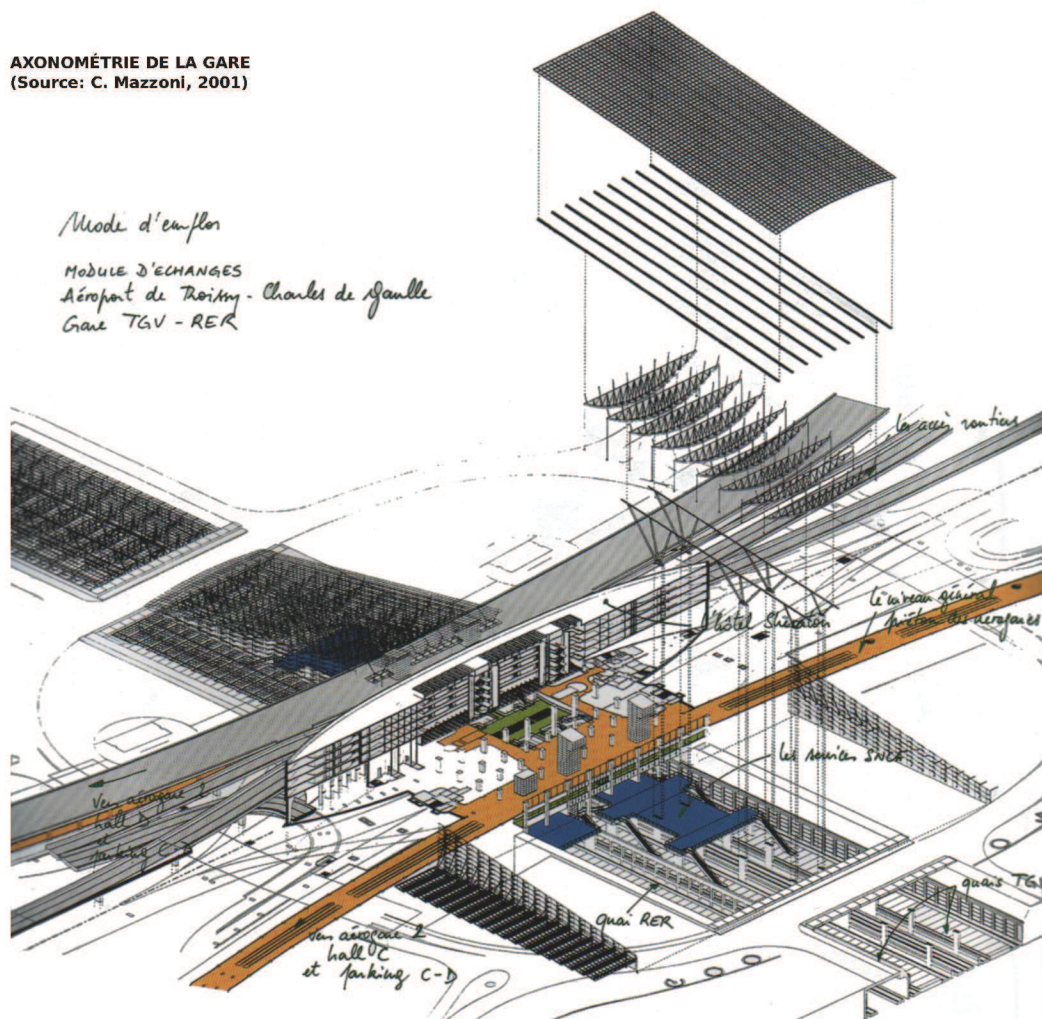 AXONOMÉTRIE DE LA GARE
(Source: C. Mazzoni, 2001)
Mode d'emploi
MODULE D'ECHANGES
Aéroport de Roissy - Charles de Gaulle
Gare TGV - RER
les accès routiers
l'hôtel Sheraton
le niveau général
piéton des aérogares
les services SNCF
vers aérogare 2
hall D
et
parking C-D
quais TGV
quai RER
vers aérogare 2
hall C
et parking C-D